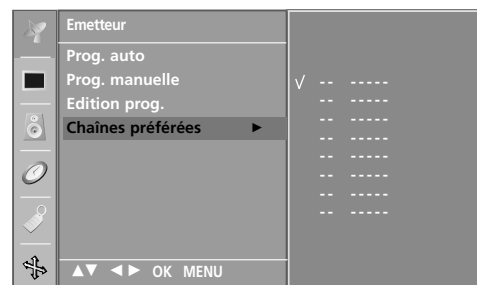 Emetteur
Prog. auto
Prog. manuelle
Edition prog.
Chaînes préférées ►
▲▼ ◄► OK MENU
√ -- -----
-- -----
-- -----
-- -----
-- -----
-- -----
-- -----
-- -----